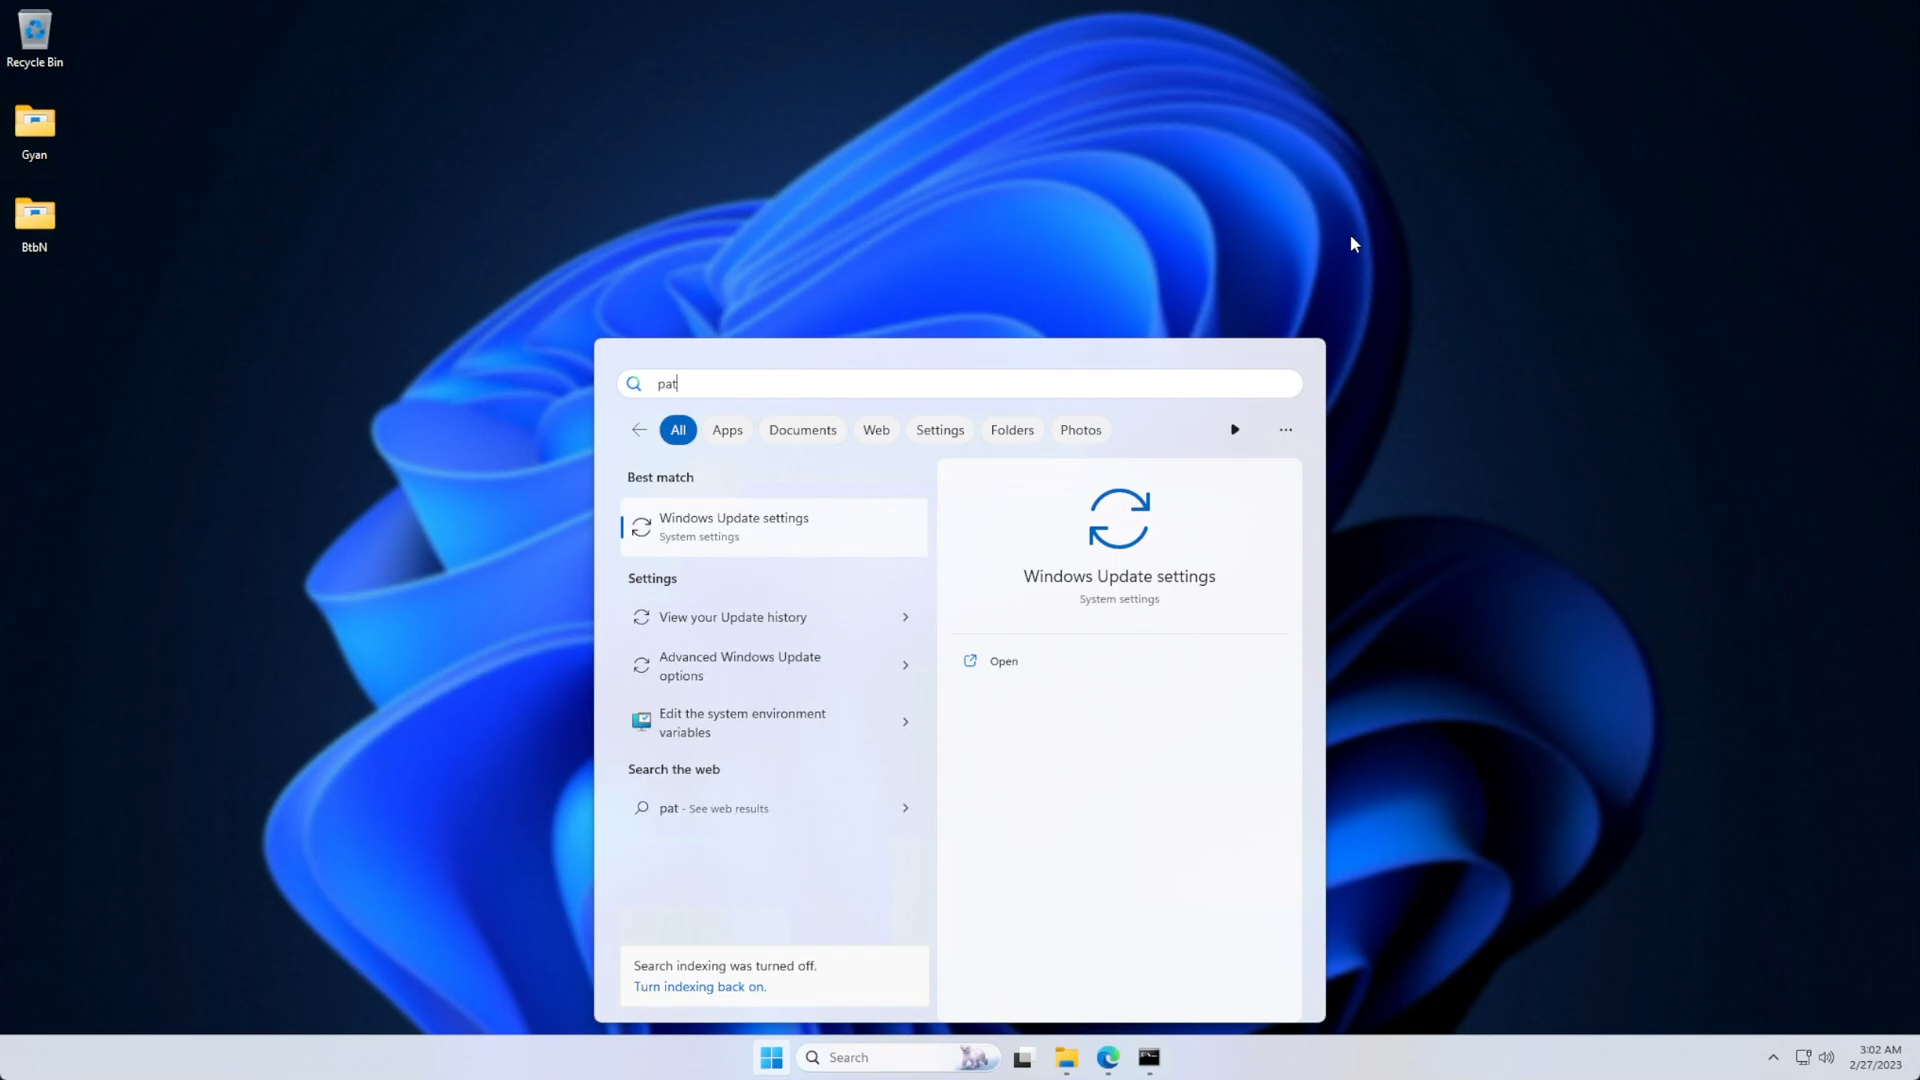 Recycle Bin
Gyan
BtbN
pat
All
Apps
Documents
Web
Settings
Folders
Photos
Best match
Windows Update settings
System settings
Settings
View your Update history
Advanced Windows Update
options
Edit the system environment
variables
Search the web
pat - See web results
Search indexing was turned off.
Turn indexing back on.
Windows Update settings
System settings
Open
Search
3:02 AM
2/27/2023